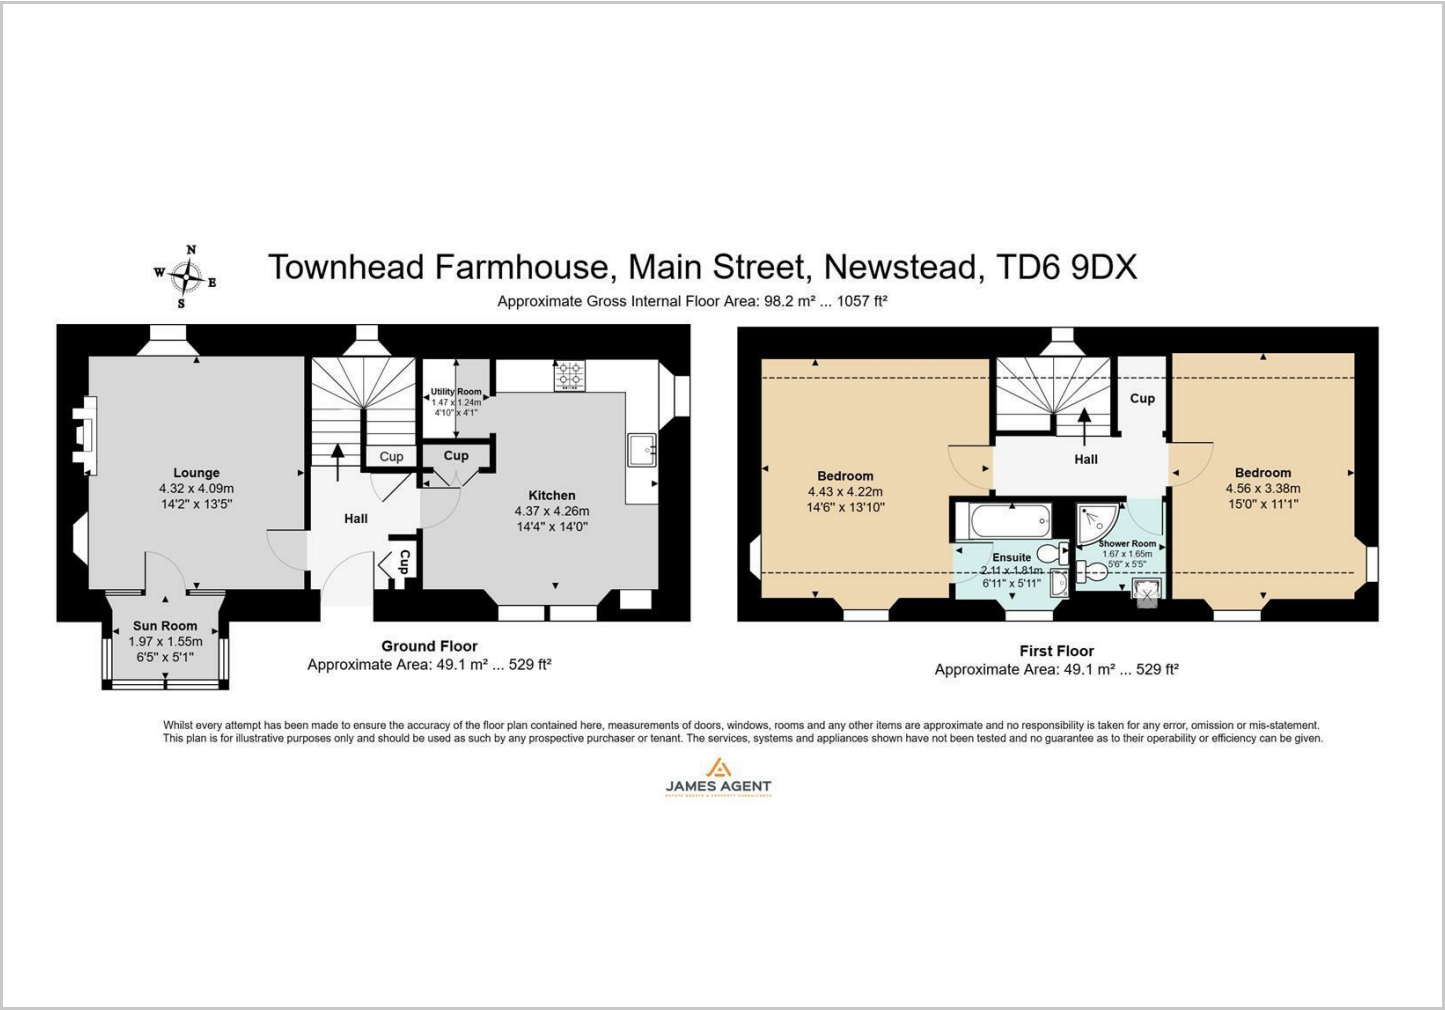 N
W
E
S
Townhead Farmhouse, Main Street, Newstead, TD6 9DX
Approximate Gross Internal Floor Area: 98.2 m² ... 1057 ft²
Lounge
4.32 x 4.09m
14'2" x 13'5"
Cup
Hall
Cup
Utility Room
1.47 x 1.24m
4'10" x 4'1"
Cup
Kitchen
4.37 x 4.26m
14'4" x 14'0"
Sun Room
1.97 x 1.55m
6'5" x 5'1"
Ground Floor
Approximate Area: 49.1 m² ... 529 ft²
Bedroom
4.43 x 4.22m
14'6" x 13'10"
Cup
Hall
Ensuite
2.11 x 1.81m
6'11" x 5'11"
Shower Room
1.67 x 1.65m
5'6" x 5'5"
Bedroom
4.56 x 3.38m
15'0" x 11'1"
First Floor
Approximate Area: 49.1 m² ... 529 ft²
Whilst every attempt has been made to ensure the accuracy of the floor plan contained here, measurements of doors, windows, rooms and any other items are approximate and no responsibility is taken for any error, omission or mis-statement.
This plan is for illustrative purposes only and should be used as such by any prospective purchaser or tenant. The services, systems and appliances shown have not been tested and no guarantee as to their operability or efficiency can be given.
JAMES AGENT